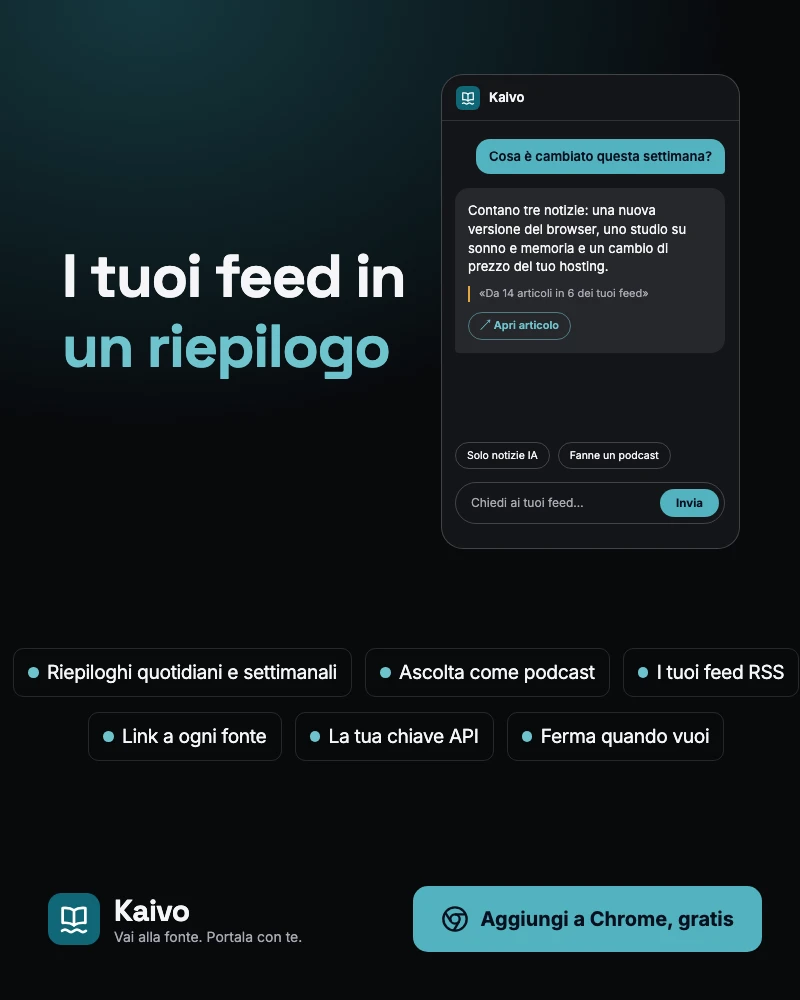 Kaivo
Cosa è cambiato questa settimana?
I tuoi feed in
un riepilogo
Contano tre notizie: una nuova
versione del browser, uno studio su
sonno e memoria e un cambio di
prezzo del tuo hosting.
«Da 14 articoli in 6 dei tuoi feed»
Apri articolo
Solo notizie IA
Fanne un podcast
Chiedi ai tuoi feed...
Invia
Riepiloghi quotidiani e settimanali
Ascolta come podcast
I tuoi feed RSS
Link a ogni fonte
La tua chiave API
Ferma quando vuoi
Kaivo
Vai alla fonte. Portala con te.
Aggiungi a Chrome, gratis